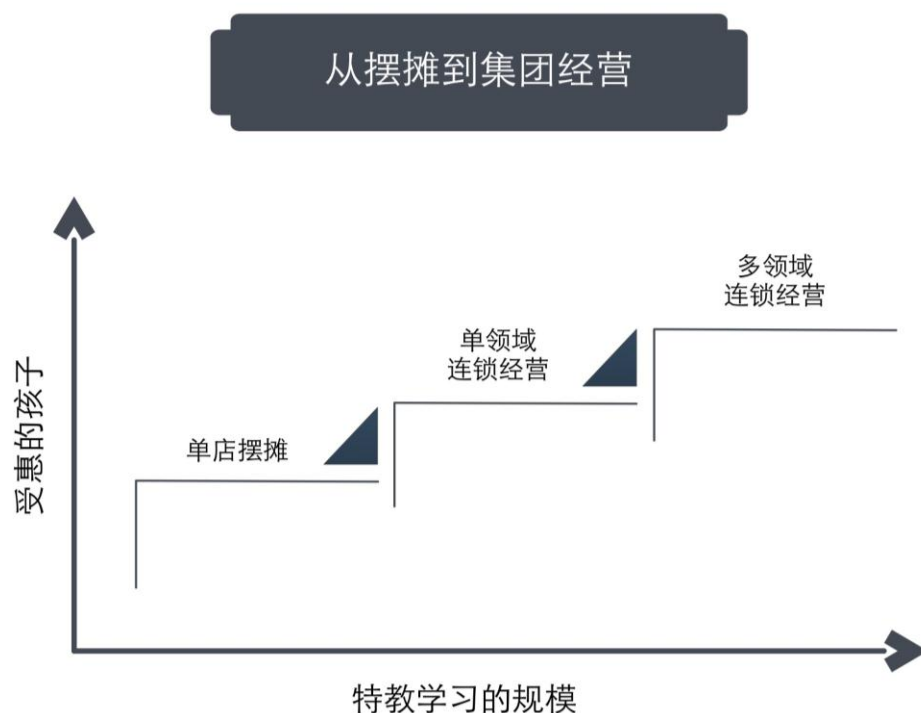 从摆摊到集团经营
多领域
连锁经营
单领域
连锁经营
单店摆摊
受惠的孩子
特教学习的规模